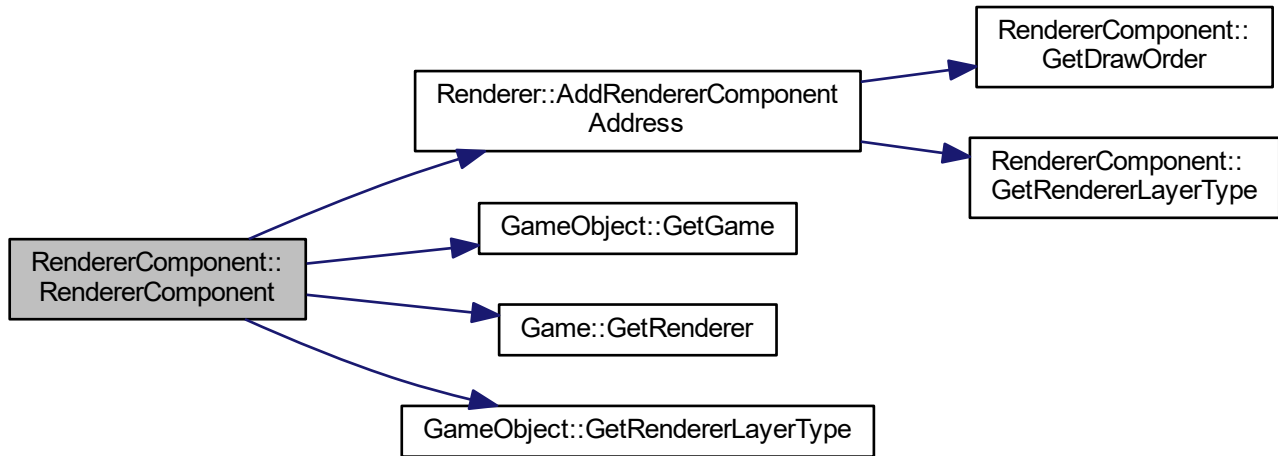 RendererComponent::
GetDrawOrder
Renderer::AddRendererComponent
Address
RendererComponent::
GetRendererLayerType
GameObject::GetGame
RendererComponent::
RendererComponent
Game::GetRenderer
GameObject::GetRendererLayerType